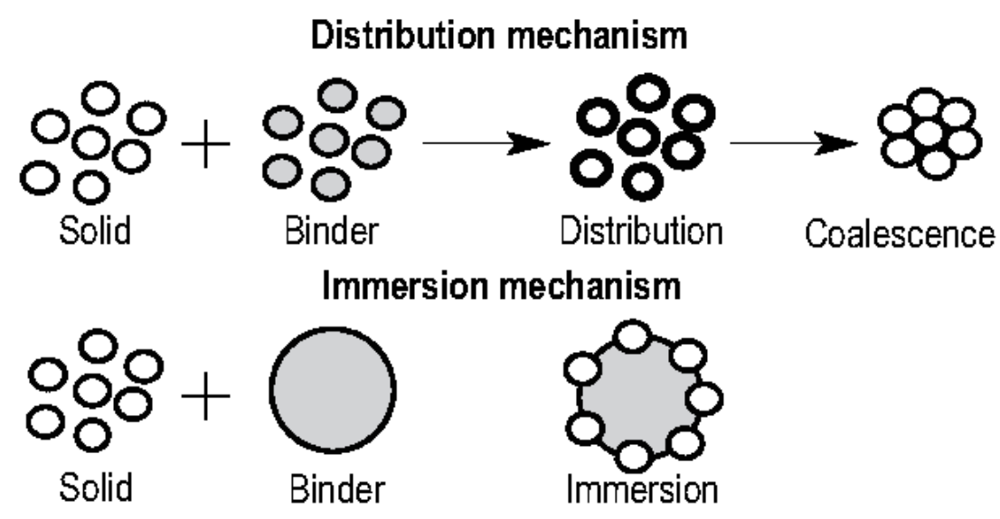 Distribution mechanism
Solid Binder Distribution Coalescence
Immersion mechanism
Solid Binder Immersion